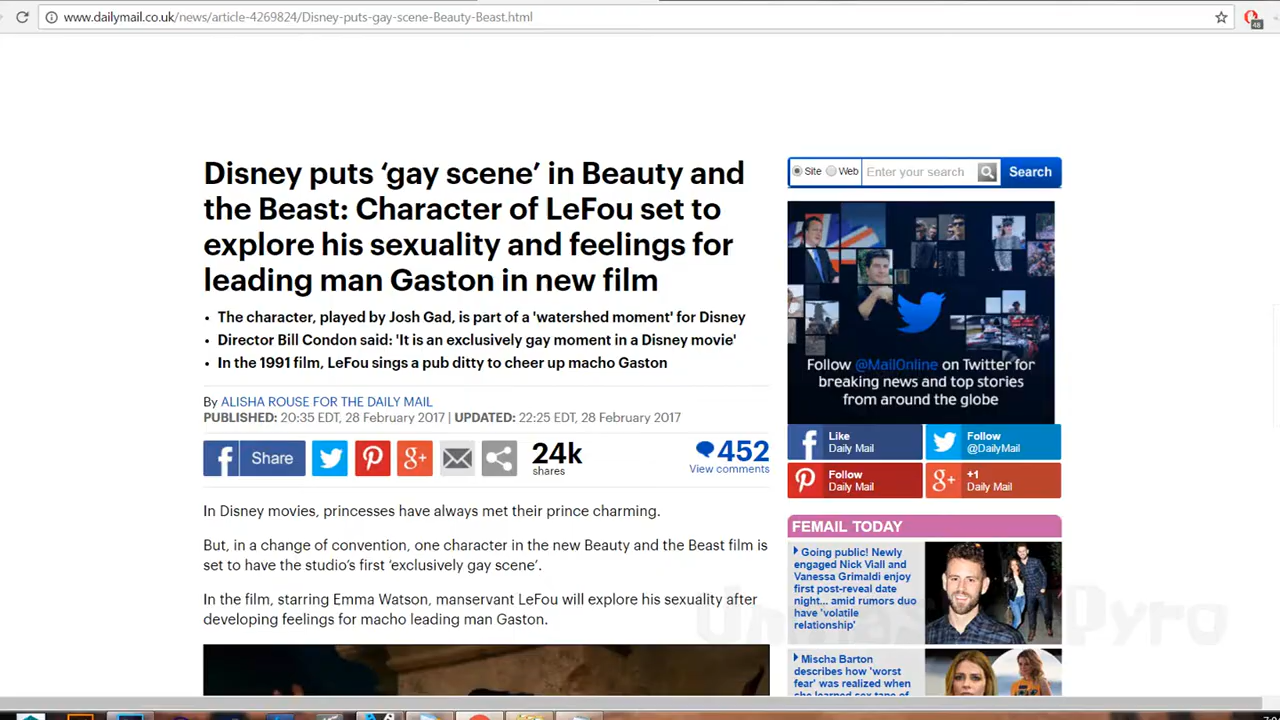 www.dailymail.co.uk/news/article-4269824/Disney-puts-gay-scene-Beauty-Beast.html
48
Disney puts ‘gay scene’ in Beauty and
the Beast: Character of LeFou set to
explore his sexuality and feelings for
leading man Gaston in new film
• The character, played by Josh Gad, is part of a 'watershed moment' for Disney
• Director Bill Condon said: 'It is an exclusively gay moment in a Disney movie'
• In the 1991 film, LeFou sings a pub ditty to cheer up macho Gaston
By ALISHA ROUSE FOR THE DAILY MAIL
PUBLISHED: 20:35 EDT, 28 February 2017 | UPDATED: 22:25 EDT, 28 February 2017
Share
24k
shares
452
View comments
In Disney movies, princesses have always met their prince charming.
But, in a change of convention, one character in the new Beauty and the Beast film is
set to have the studio’s first ‘exclusively gay scene’.
In the film, starring Emma Watson, manservant LeFou will explore his sexuality after
developing feelings for macho leading man Gaston.
Site Web Enter your search Search
Follow @MailOnline on Twitter for
breaking news and top stories
from around the globe
Like
Daily Mail
Follow
@DailyMail
Follow
Daily Mail
+1
Daily Mail
FEMAIL TODAY
Going public! Newly
engaged Nick Viall and
Vanessa Grimaldi enjoy
first post-reveal date
night... amid rumors duo
have 'volatile
relationship'
Mischa Barton
describes how 'worst
fear' was realized when
she learned sex tape of